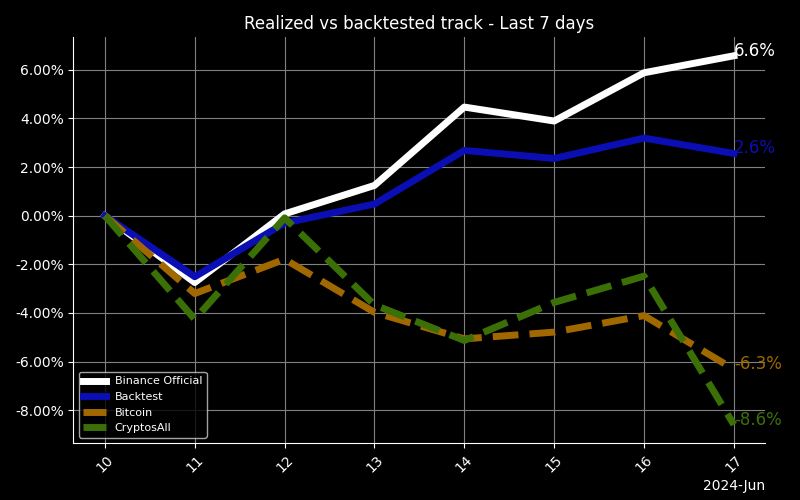 Realized vs backtested track - Last 7 days
6.00%
4.00%
2.00%
0.00%
-2.00%
-4.00%
-6.00%
-8.00%
6.6%
2.6%
-6.3%
-8.6%
Binance Official
Backtest
Bitcoin
CryptosAll
10 11 12 13 14 15 16 17
2024-Jun